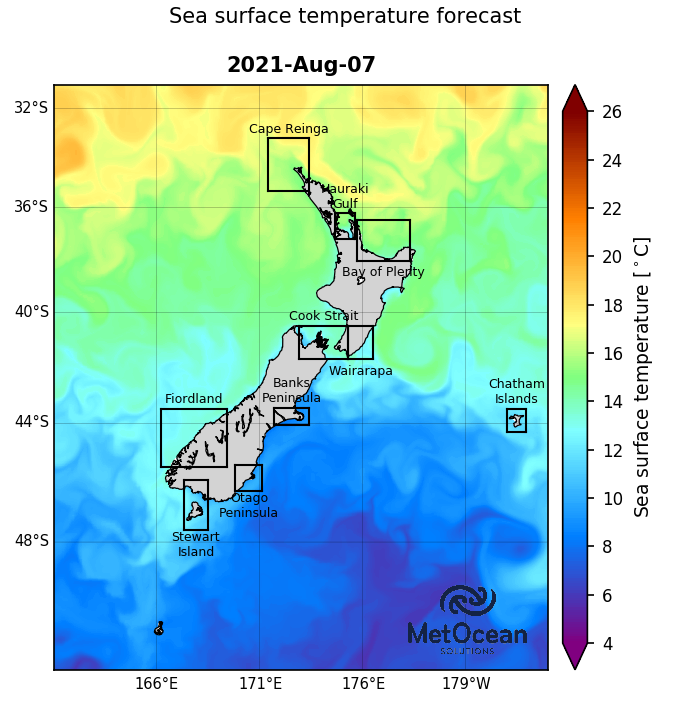 Sea surface temperature forecast
2021-Aug-07
32°S
36°S
40°S
44°S
48°S
Cape Reinga
Hauraki
Gulf
Bay of Plenty
Cook Strait
Wairarapa
Banks
Peninsula
Fiordland
Chatham
Islands
Otago
Peninsula
Stewart
Island
MetOcean
SOLUTIONS
166°E
171°E
176°E
179°W
26
24
22
20
18
16
14
12
10
8
6
4
Sea surface temperature [°C]